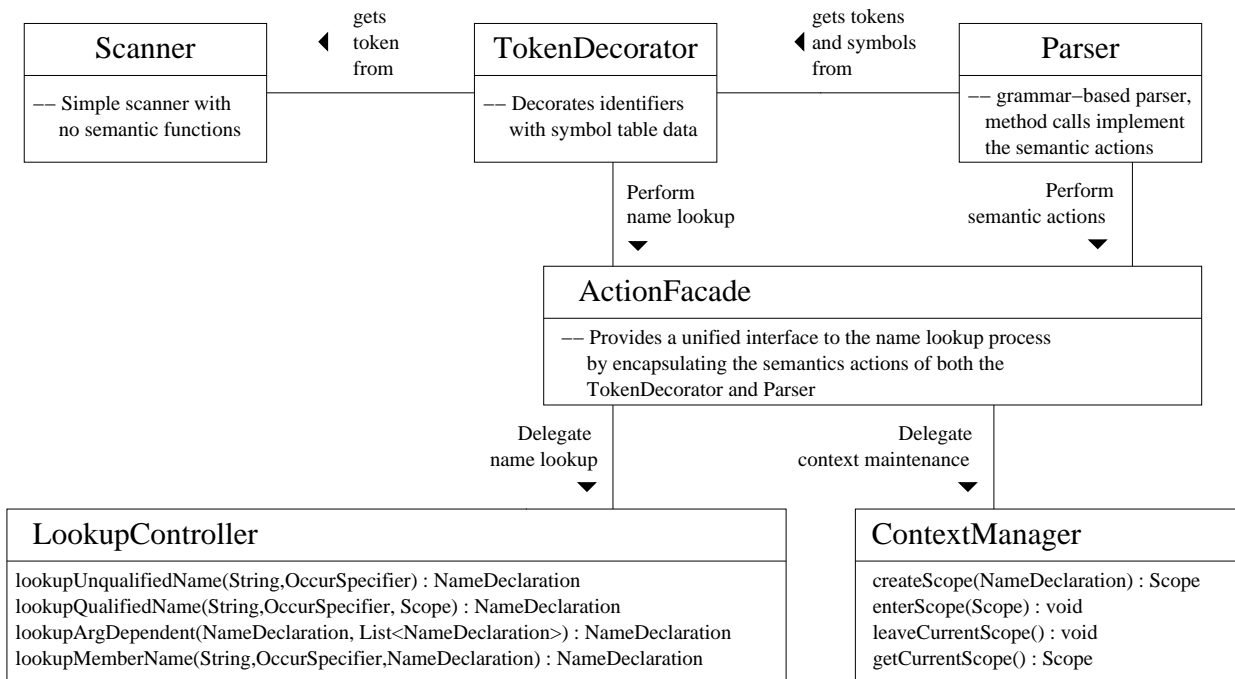 gets
token
from
gets tokens
and symbols
from
Scanner
−− Simple scanner with
no semantic functions
TokenDecorator
−− Decorates identifiers
with symbol table data
Parser
−− grammar−based parser,
method calls implement
the semantic actions
Perform
name lookup
Perform
semantic actions
ActionFacade
−− Provides a unified interface to the name lookup process
by encapsulating the semantics actions of both the
TokenDecorator and Parser
Delegate
name lookup
Delegate
context maintenance
LookupController
lookupUnqualifiedName(String,OccurSpecifier) : NameDeclaration
lookupQualifiedName(String,OccurSpecifier, Scope) : NameDeclaration
lookupArgDependent(NameDeclaration, List<NameDeclaration>) : NameDeclaration
lookupMemberName(String,OccurSpecifier,NameDeclaration) : NameDeclaration
ContextManager
createScope(NameDeclaration) : Scope
enterScope(Scope) : void
leaveCurrentScope() : void
getCurrentScope() : Scope